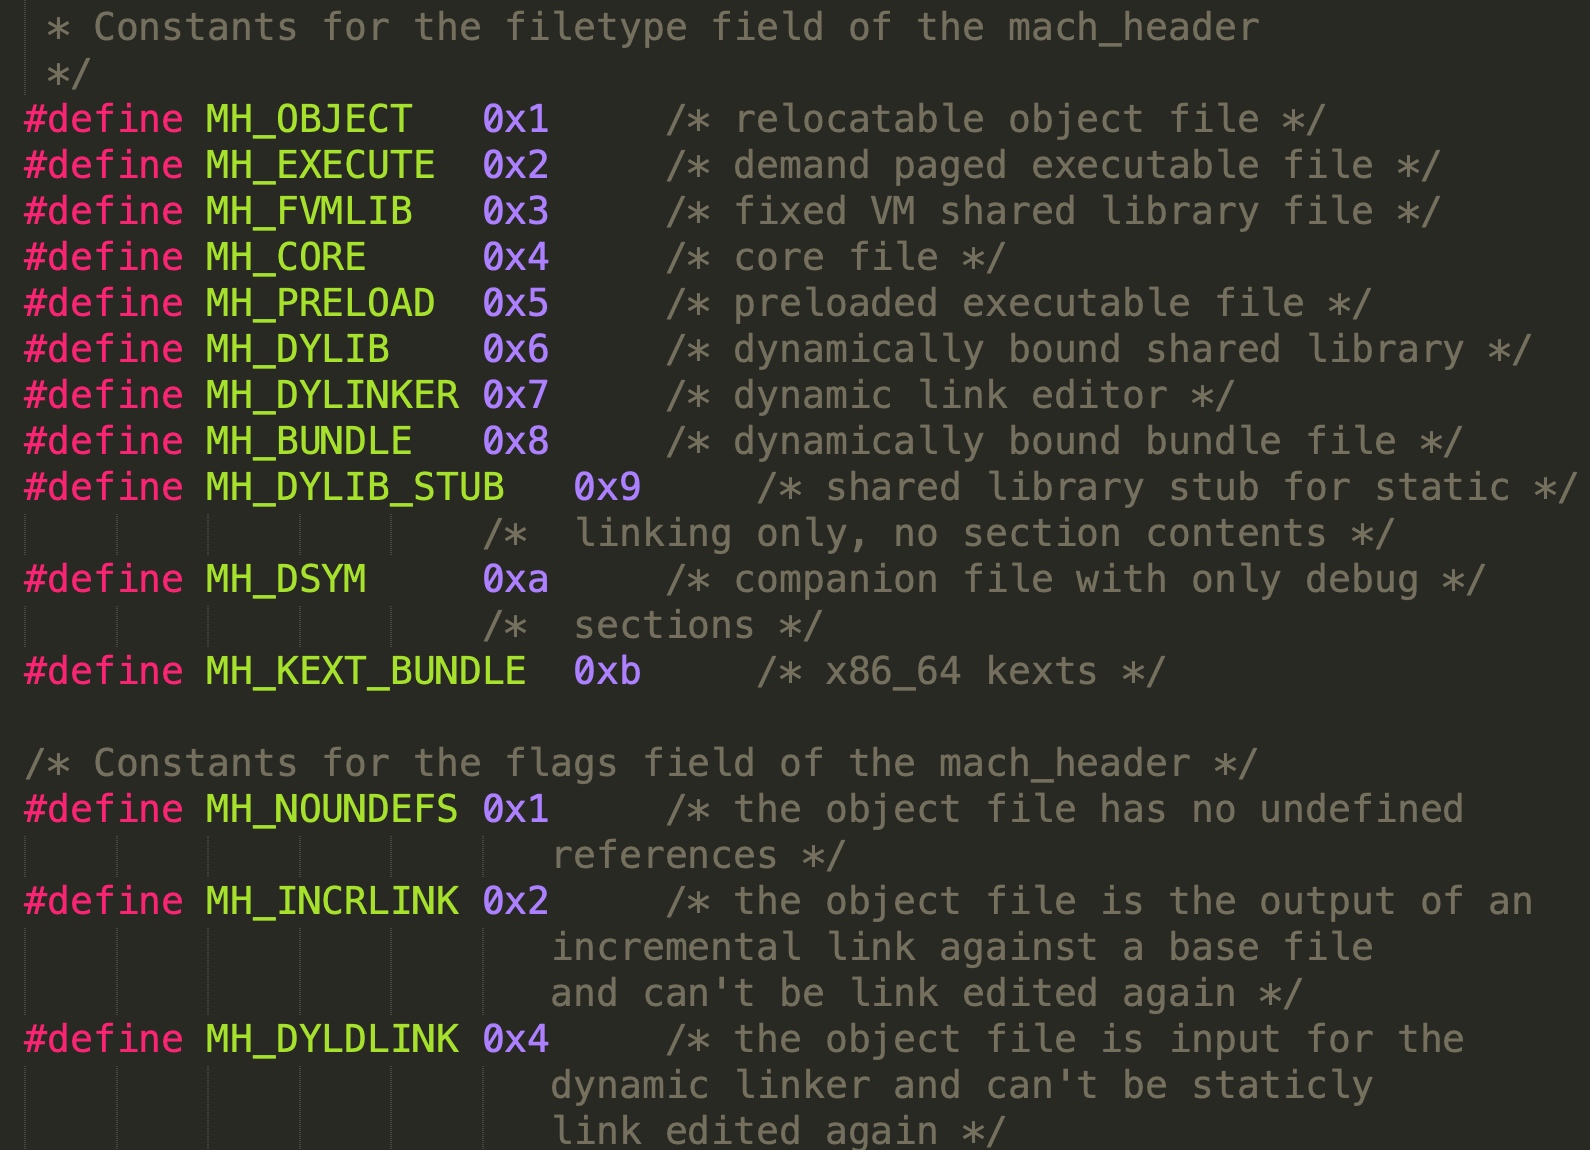 * Constants for the filetype field of the mach_header
*/
#define MH_OBJECT 0x1 /* relocatable object file */
#define MH_EXECUTE 0x2 /* demand paged executable file */
#define MH_FVMLIB 0x3 /* fixed VM shared library file */
#define MH_CORE 0x4 /* core file */
#define MH_PRELOAD 0x5 /* preloaded executable file */
#define MH_DYLIB 0x6 /* dynamically bound shared library */
#define MH_DYLINKER 0x7 /* dynamic link editor */
#define MH_BUNDLE 0x8 /* dynamically bound bundle file */
#define MH_DYLIB_STUB 0x9 /* shared library stub for static */
/* linking only, no section contents */
#define MH_DSYM 0xa /* companion file with only debug */
/* sections */
#define MH_KEXT_BUNDLE 0xb /* x86_64 kexts */
/* Constants for the flags field of the mach_header */
#define MH_NOUNDEFS 0x1 /* the object file has no undefined
references */
#define MH_INCRLINK 0x2 /* the object file is the output of an
incremental link against a base file
and can't be link edited again */
#define MH_DYLDLINK 0x4 /* the object file is input for the
dynamic linker and can't be staticly
link edited again */